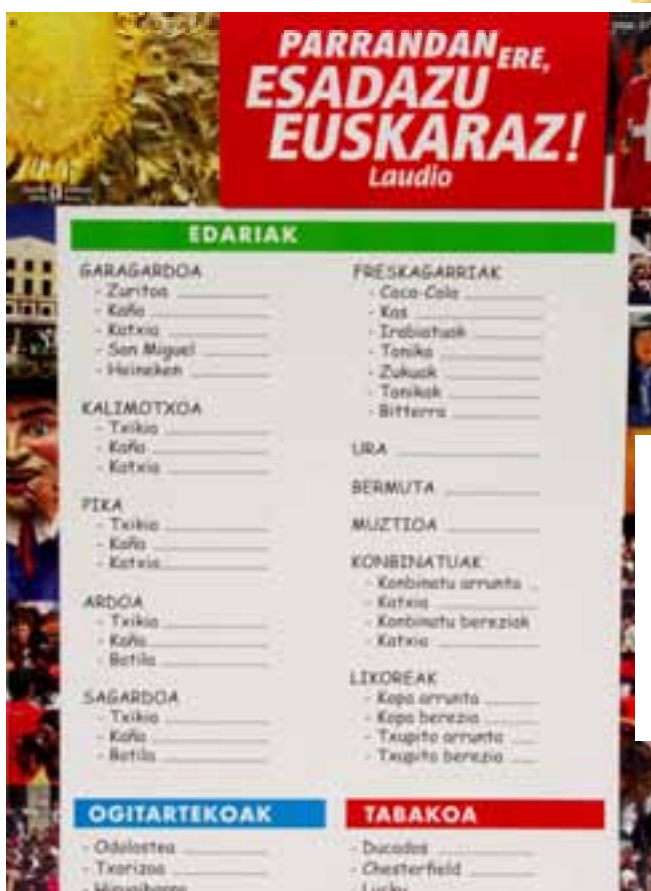 PARRANDAN ERE,
ESADAZU
EUSKARAZ!
Laudio
EDARIAK
GARAGARDOA
- Zuritoa
- Kaña
- Katxia
- San Miguel
- Heineken
KALIMOTXOA
- Txikia
- Kaña
- Katxia
PIKA
- Txikia
- Kaña
- Katxia
ARDOA
- Txikia
- Kaña
- Botila
SAGARDOA
- Txikia
- Kaña
- Botila
FRESKAGARRIAK
- Coca-Cola
- Kas
- Irabiatuak
- Tonika
- Zukuak
- Tonikak
- Bitterra
URA
BERMUTA
MUZTIOA
KONBINATUAK
- Konbinatu arrunta
- Katxia
- Konbinatu bereziak
- Katxia
LIKOREAK
- Kopa arrunta
- Kopa berezia
- Txupito arrunta
- Txupito berezia
OGITARTEKOAK
- Odolostea
- Txorizoa
- Hirugiharra
TABAKOA
- Ducados
- Chesterfield
- Lucky